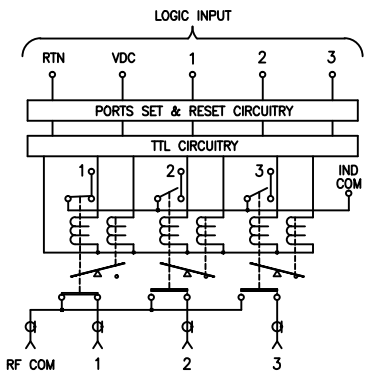 LOGIC INPUT
RTN VDC 1 2 3
PORTS SET & RESET CIRCUITRY
TTL CIRCUITRY
1 2 3 IND
COM
RF COM 1 2 3